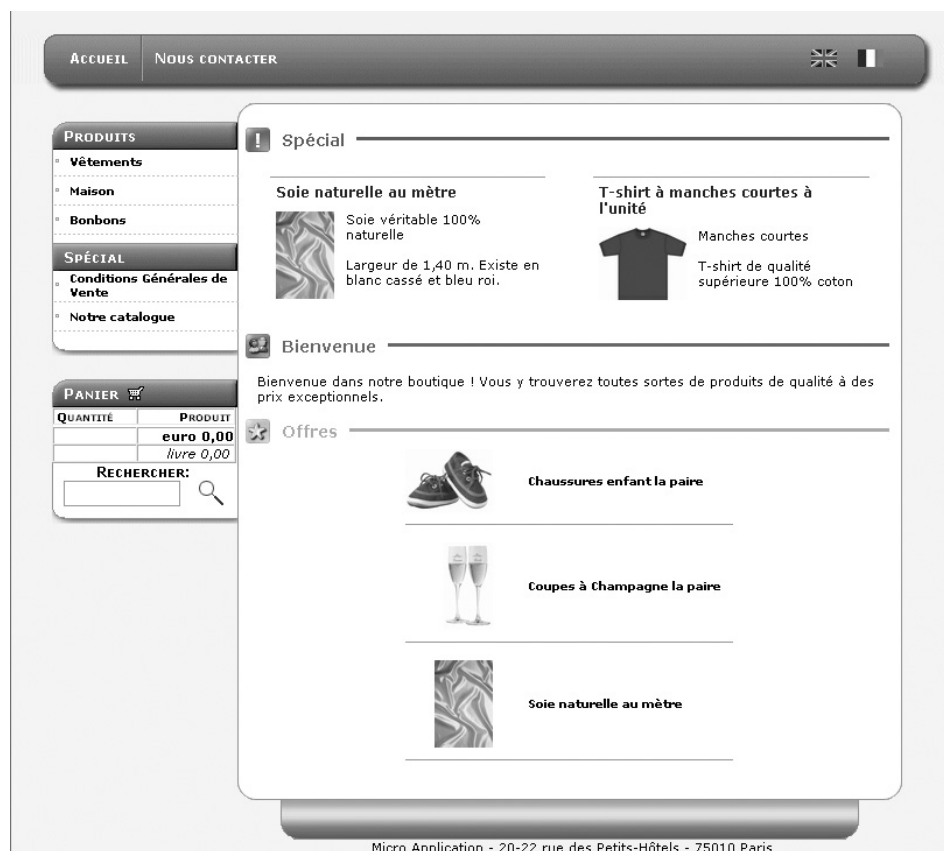 ACCUEIL NOUS CONTACTER
PRODUITS
Vêtements
Maison
Bonbons
SPÉCIAL
Conditions Générales de
Vente
Notre catalogue
PANIER
QUANTITÉ PRODUIT
euro 0,00
livre 0,00
RECHERCHER:
! Spécial
Soie naturelle au mètre
Soie véritable 100%
naturelle
Largeur de 1,40 m. Existe en
blanc cassé et bleu roi.
T-shirt à manches courtes à
l'unité
Manches courtes
T-shirt de qualité
supérieure 100% coton
Bienvenue
Bienvenue dans notre boutique ! Vous y trouverez toutes sortes de produits de qualité à des
prix exceptionnels.
Offres
Chaussures enfant la paire
Coupes à Champagne la paire
Soie naturelle au mètre
Micro Application - 20-22 rue des Petits-Hôtels - 75010 Paris